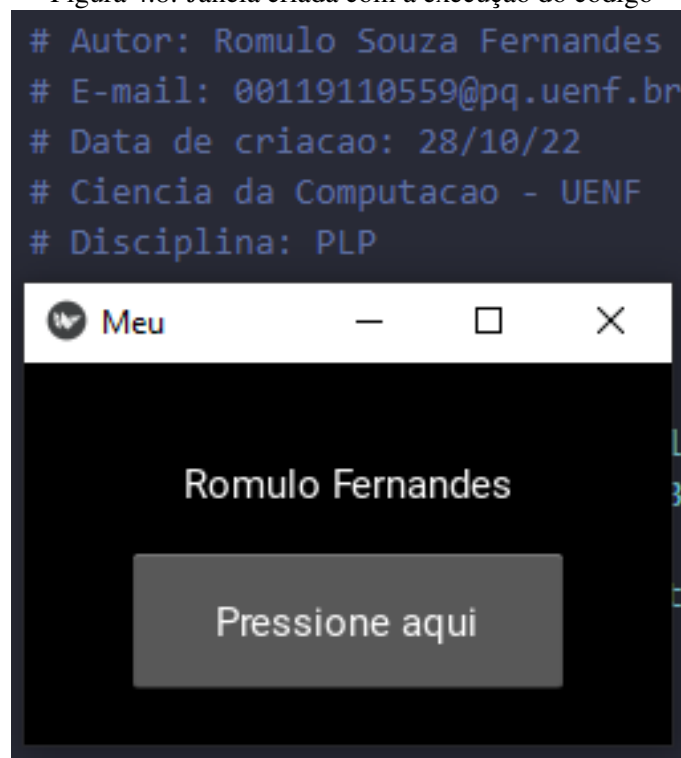 # Autor: Romulo Souza Fernandes
# E-mail: 00119110559@pq.uenf.br
# Data de criacao: 28/10/22
# Ciencia da Computacao - UENF
# Disciplina: PLP
Meu
Romulo Fernandes
Pressione aqui